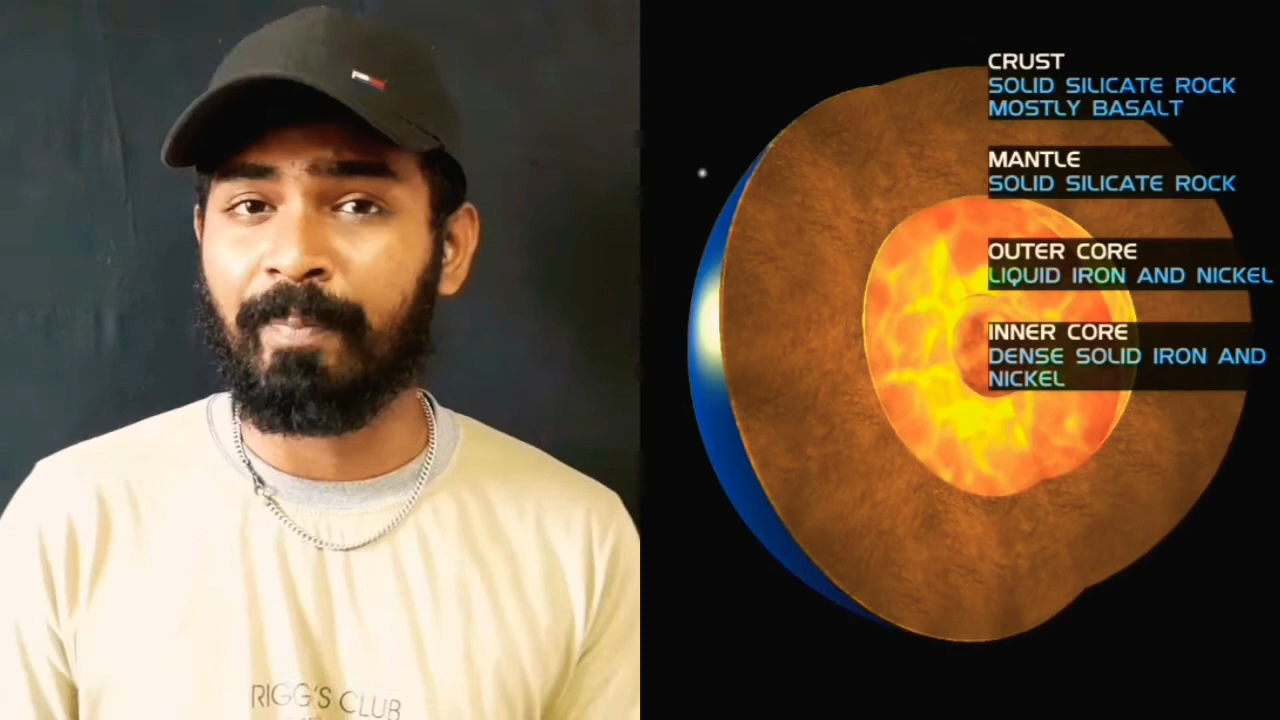 CRUST
SOLID SILICATE ROCK
MOSTLY BASALT
MANTLE
SOLID SILICATE ROCK
OUTER CORE
LIQUID IRON AND NICKEL
INNER CORE
DENSE SOLID IRON AND
NICKEL
RIGG'S CLUB